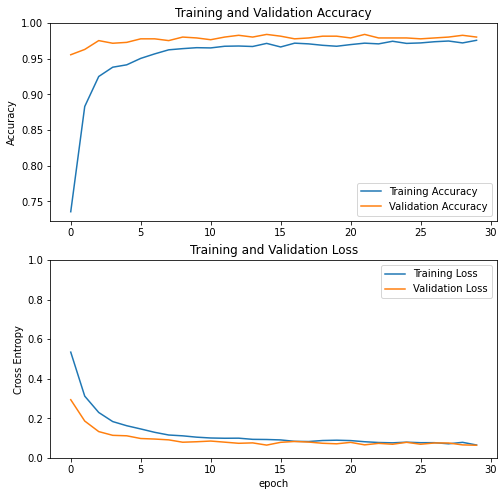 Training and Validation Accuracy
Accuracy
1.00
0.95
0.90
0.85
0.80
0.75
0 5 10 15 20 25 30
Training Accuracy
Validation Accuracy
Training and Validation Loss
Cross Entropy
1.0
0.8
0.6
0.4
0.2
0.0
0 5 10 15 20 25 30
epoch
Training Loss
Validation Loss